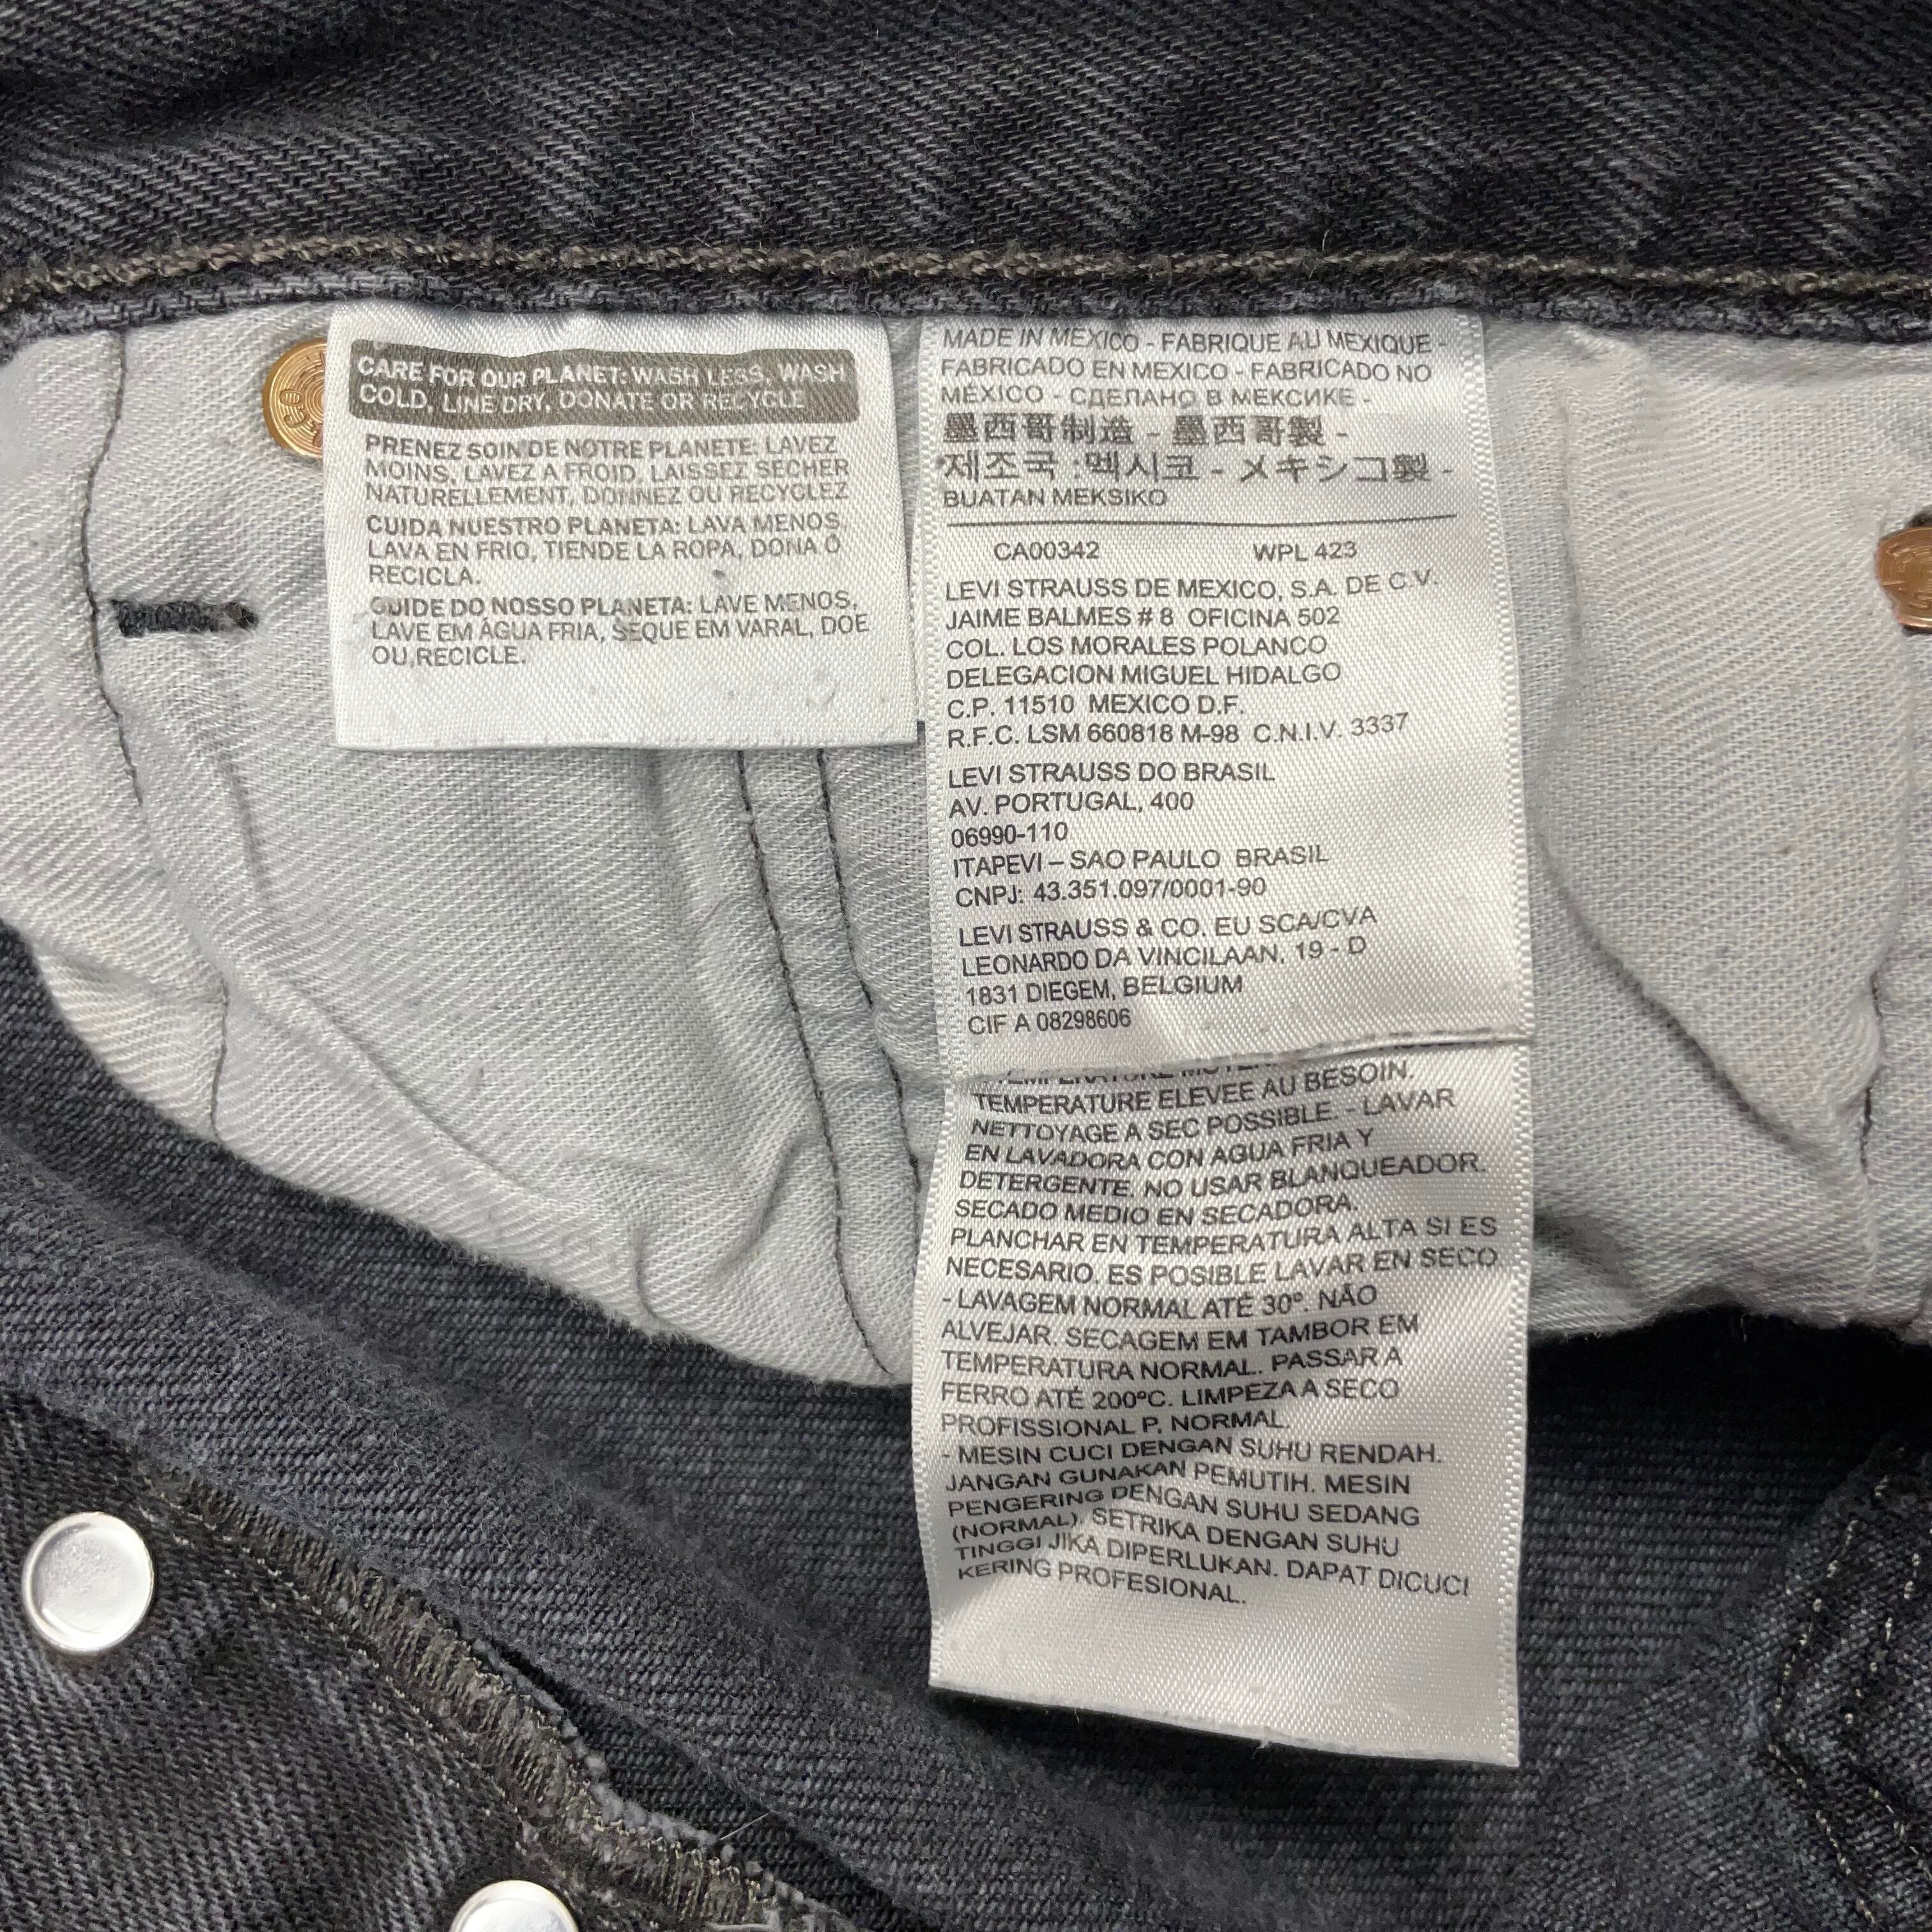 CARE FOR OUR PLANET: WASH LESS, WASH
COLD, LINE DRY, DONATE OR RECYCLE
PRENEZ SOIN DE NOTRE PLANETE: LAVEZ
MOINS, LAVEZ A FROID, LAISSEZ SECHER
NATURELLEMENT, DONNEZ OU RECYCLEZ
CUIDA NUESTRO PLANETA: LAVA MENOS,
LAVA EN FRIO, TIENDE LA ROPA, DONA O
RECICLA.
CUIDE DO NOSSO PLANETA: LAVE MENOS,
LAVE EM ÁGUA FRIA, SEQUE EM VARAL, DOE
OU RECICLE.
MADE IN MEXICO - FABRIQUE AU MEXIQUE -
FABRICADO EN MEXICO - FABRICADO NO
MÉXICO - СДЕЛАНО В МЕКСИКЕ -
墨西哥制造 - 墨西哥製 -
제조국 :멕시코 - メキシコ製 -
BUATAN MEKSIKO
CA00342 WPL 423
LEVI STRAUSS DE MEXICO, S.A. DE C.V.
JAIME BALMES # 8 OFICINA 502
COL. LOS MORALES POLANCO
DELEGACION MIGUEL HIDALGO
C.P. 11510 MEXICO D.F.
R.F.C. LSM 660818 M-98 C.N.I.V. 3337
LEVI STRAUSS DO BRASIL
AV. PORTUGAL, 400
06990-110
ITAPEVI – SAO PAULO BRASIL
CNPJ: 43.351.097/0001-90
LEVI STRAUSS & CO. EU SCA/CVA
LEONARDO DA VINCILAAN, 19 - D
1831 DIEGEM, BELGIUM
CIF A 08298606
TEMPERATURE ELEVEE AU BESOIN.
NETTOYAGE A SEC POSSIBLE. - LAVAR
EN LAVADORA CON AGUA FRIA Y
DETERGENTE. NO USAR BLANQUEADOR.
SECADO MEDIO EN SECADORA.
PLANCHAR EN TEMPERATURA ALTA SI ES
NECESARIO. ES POSIBLE LAVAR EN SECO
- LAVAGEM NORMAL ATÉ 30º. NÃO
ALVEJAR. SECAGEM EM TAMBOR EM
TEMPERATURA NORMAL. PASSAR A
FERRO ATÉ 200ºC. LIMPEZA A SECO
PROFISSIONAL P. NORMAL.
- MESIN CUCI DENGAN SUHU RENDAH.
JANGAN GUNAKAN PEMUTIH. MESIN
PENGERING DENGAN SUHU SEDANG
(NORMAL). SETRIKA DENGAN SUHU
TINGGI JIKA DIPERLUKAN. DAPAT DICUCI
KERING PROFESIONAL.